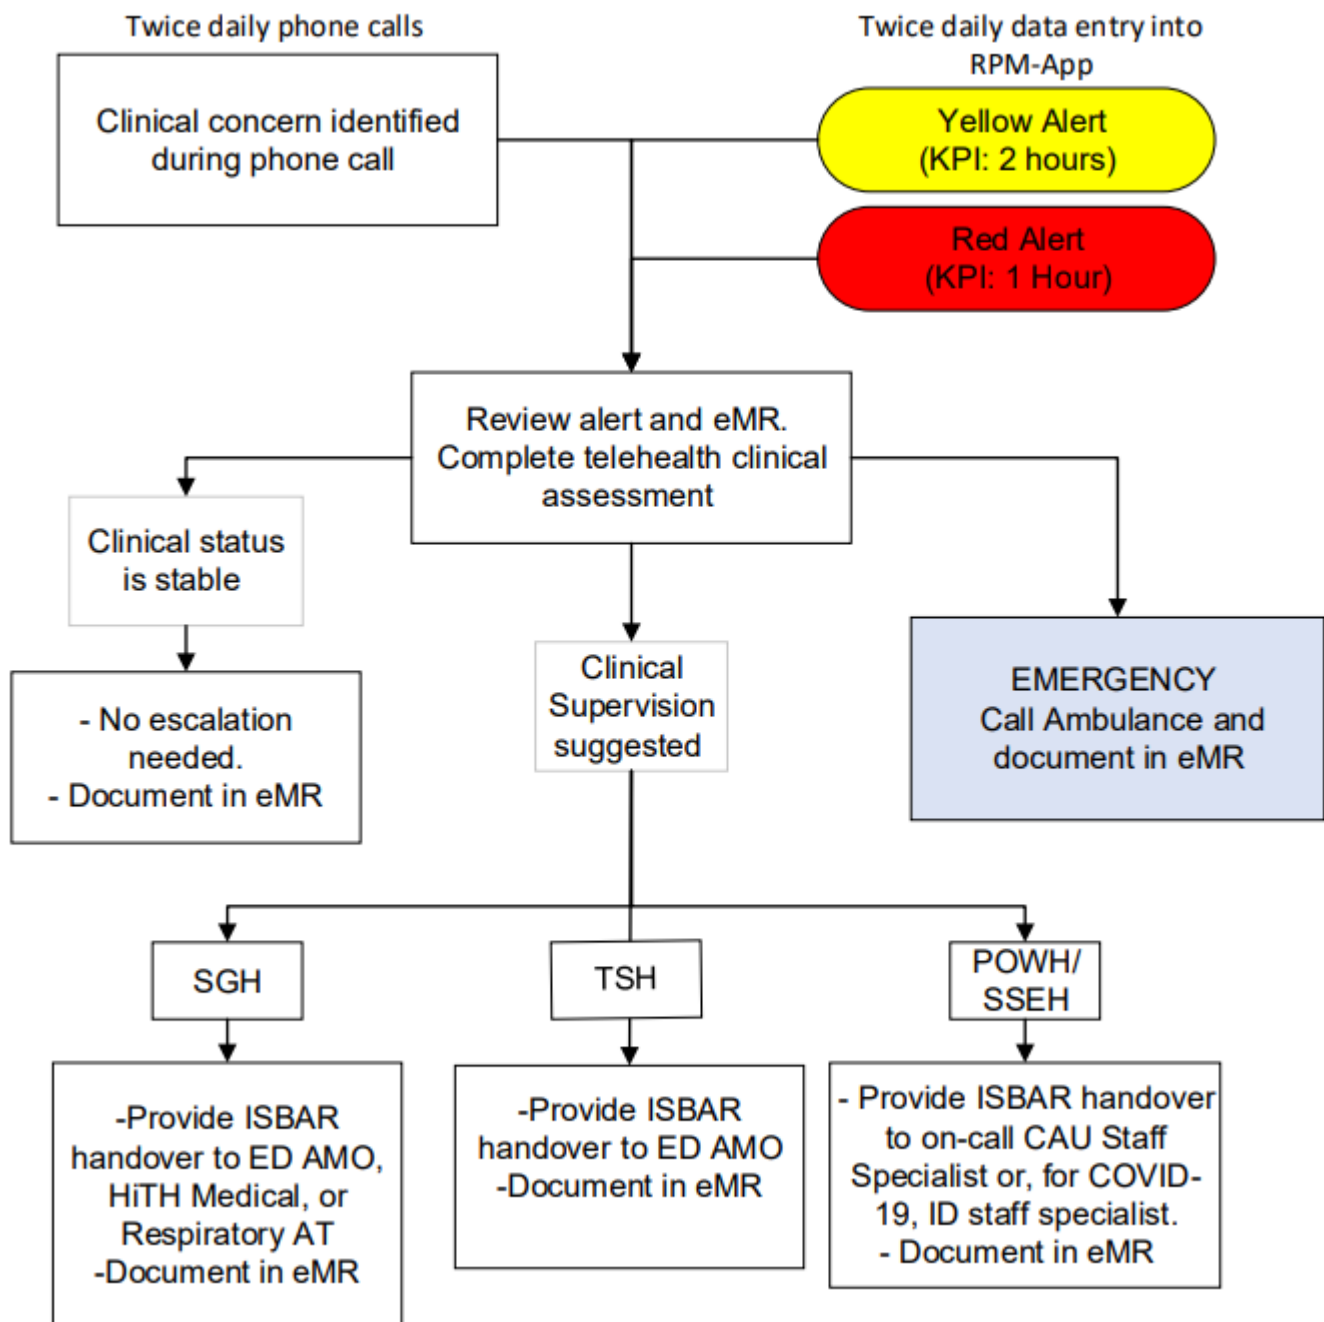 Twice daily phone calls
Twice daily data entry into
RPM-App
Clinical concern identified
during phone call
Yellow Alert
(KPI: 2 hours)
Red Alert
(KPI: 1 Hour)
Review alert and eMR.
Complete telehealth clinical
assessment
Clinical status
is stable
- No escalation
needed.
- Document in eMR
Clinical
Supervision
suggested
EMERGENCY
Call Ambulance and
document in eMR
SGH
TSH
POWH/
SSEH
-Provide ISBAR
handover to ED AMO,
HiTH Medical, or
Respiratory AT
-Document in eMR
-Provide ISBAR
handover to ED AMO
-Document in eMR
- Provide ISBAR handover
to on-call CAU Staff
Specialist or, for COVID-
19, ID staff specialist.
- Document in eMR